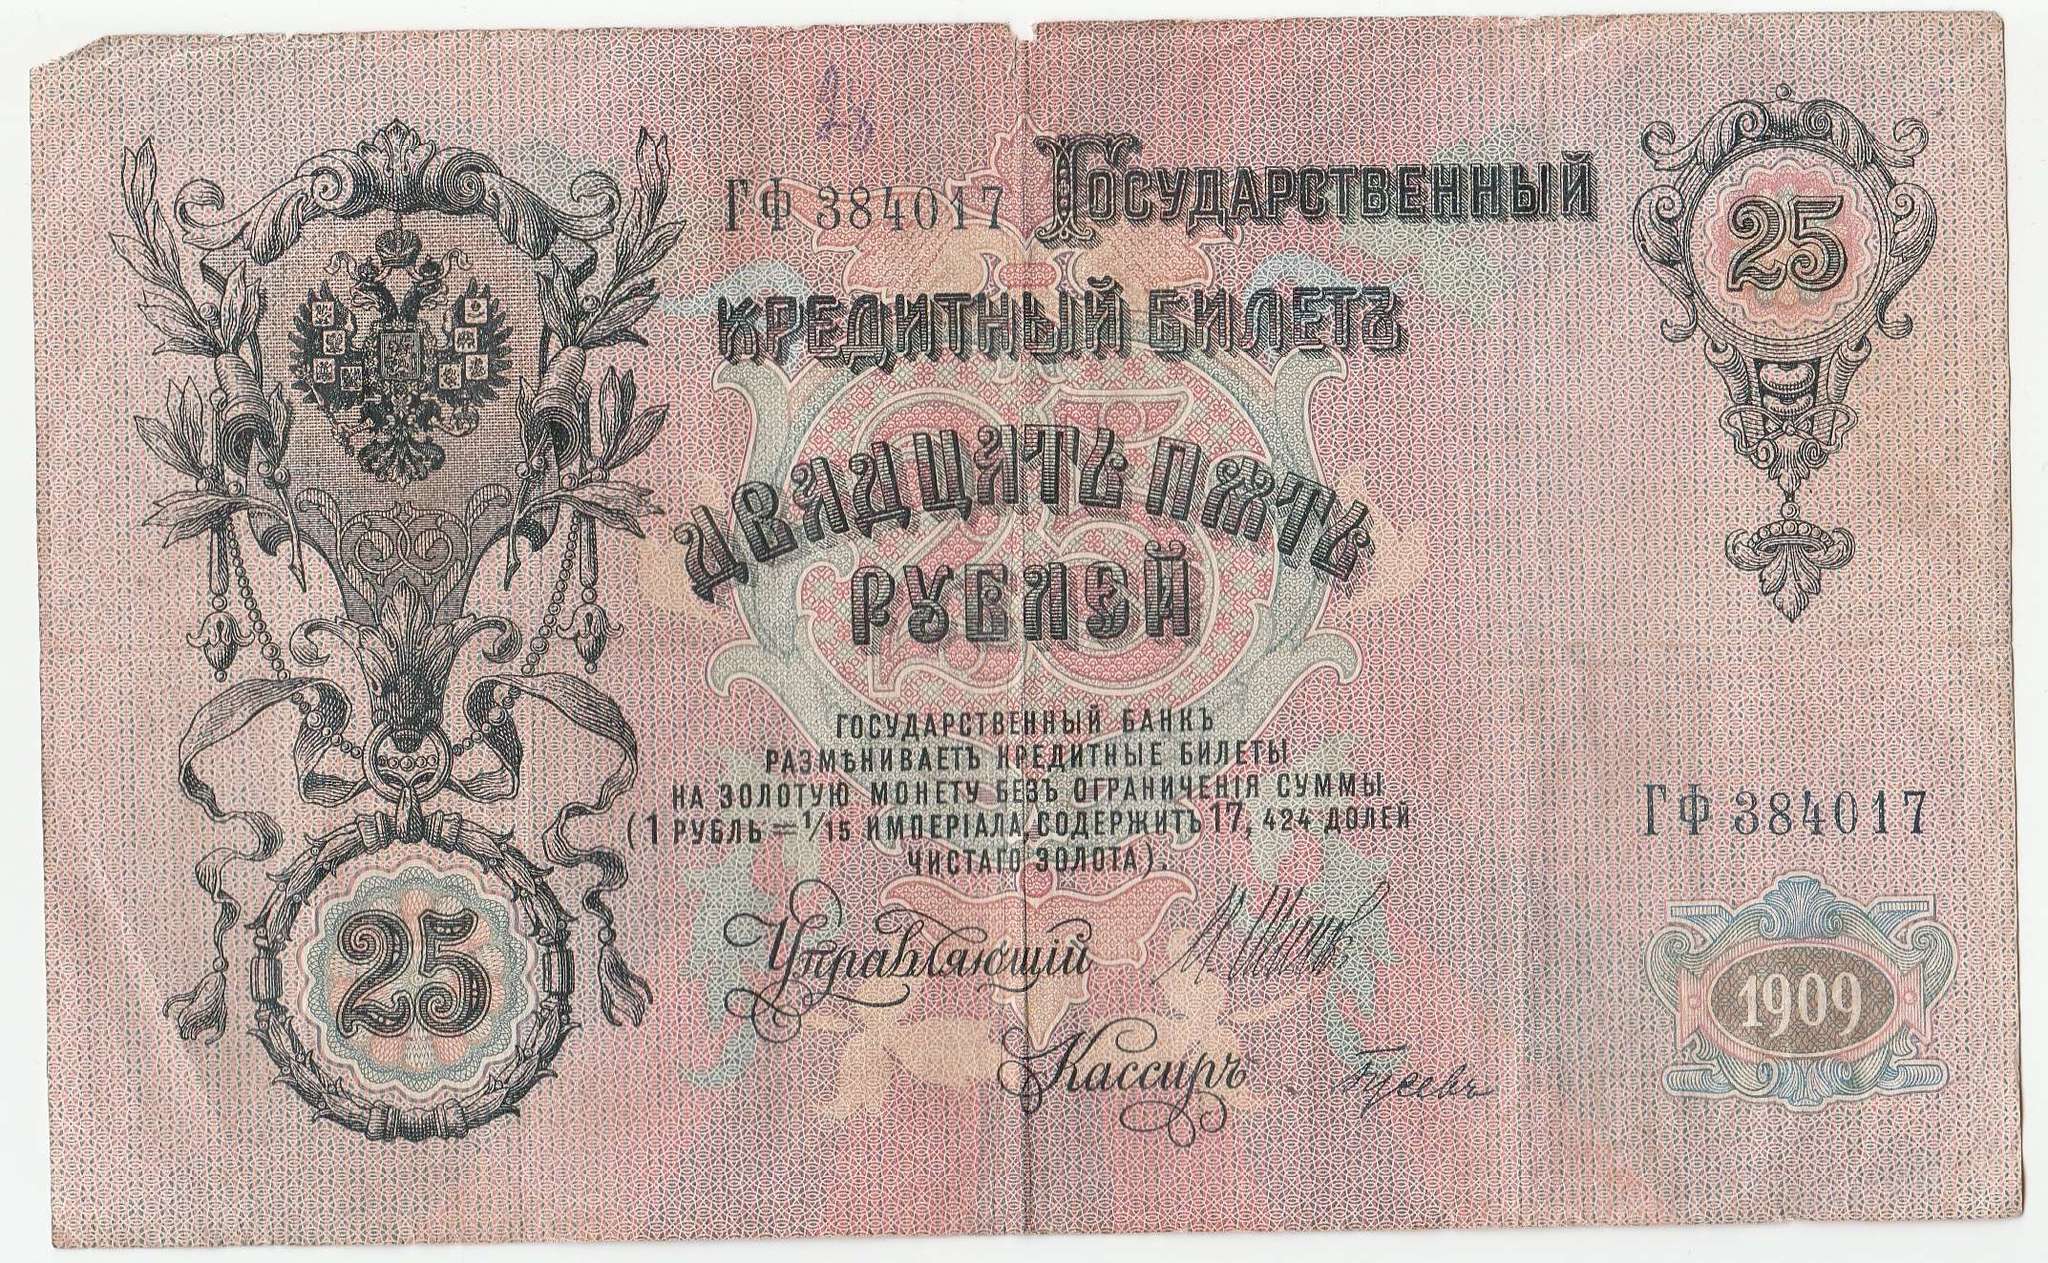 ГФ 384017
Государственный
25
Кредитный Билетъ
Двадцать пять
рублей
Государственный Банкъ
размѣниваетъ кредитные билеты
на золотую монету безъ ограниченія суммы
(1 рубль = 1/15 имперіала, содержитъ 17,424 долей
чистаго золота).
ГФ 384017
Управляющій
25
1909
Кассиръ
Гусевъ